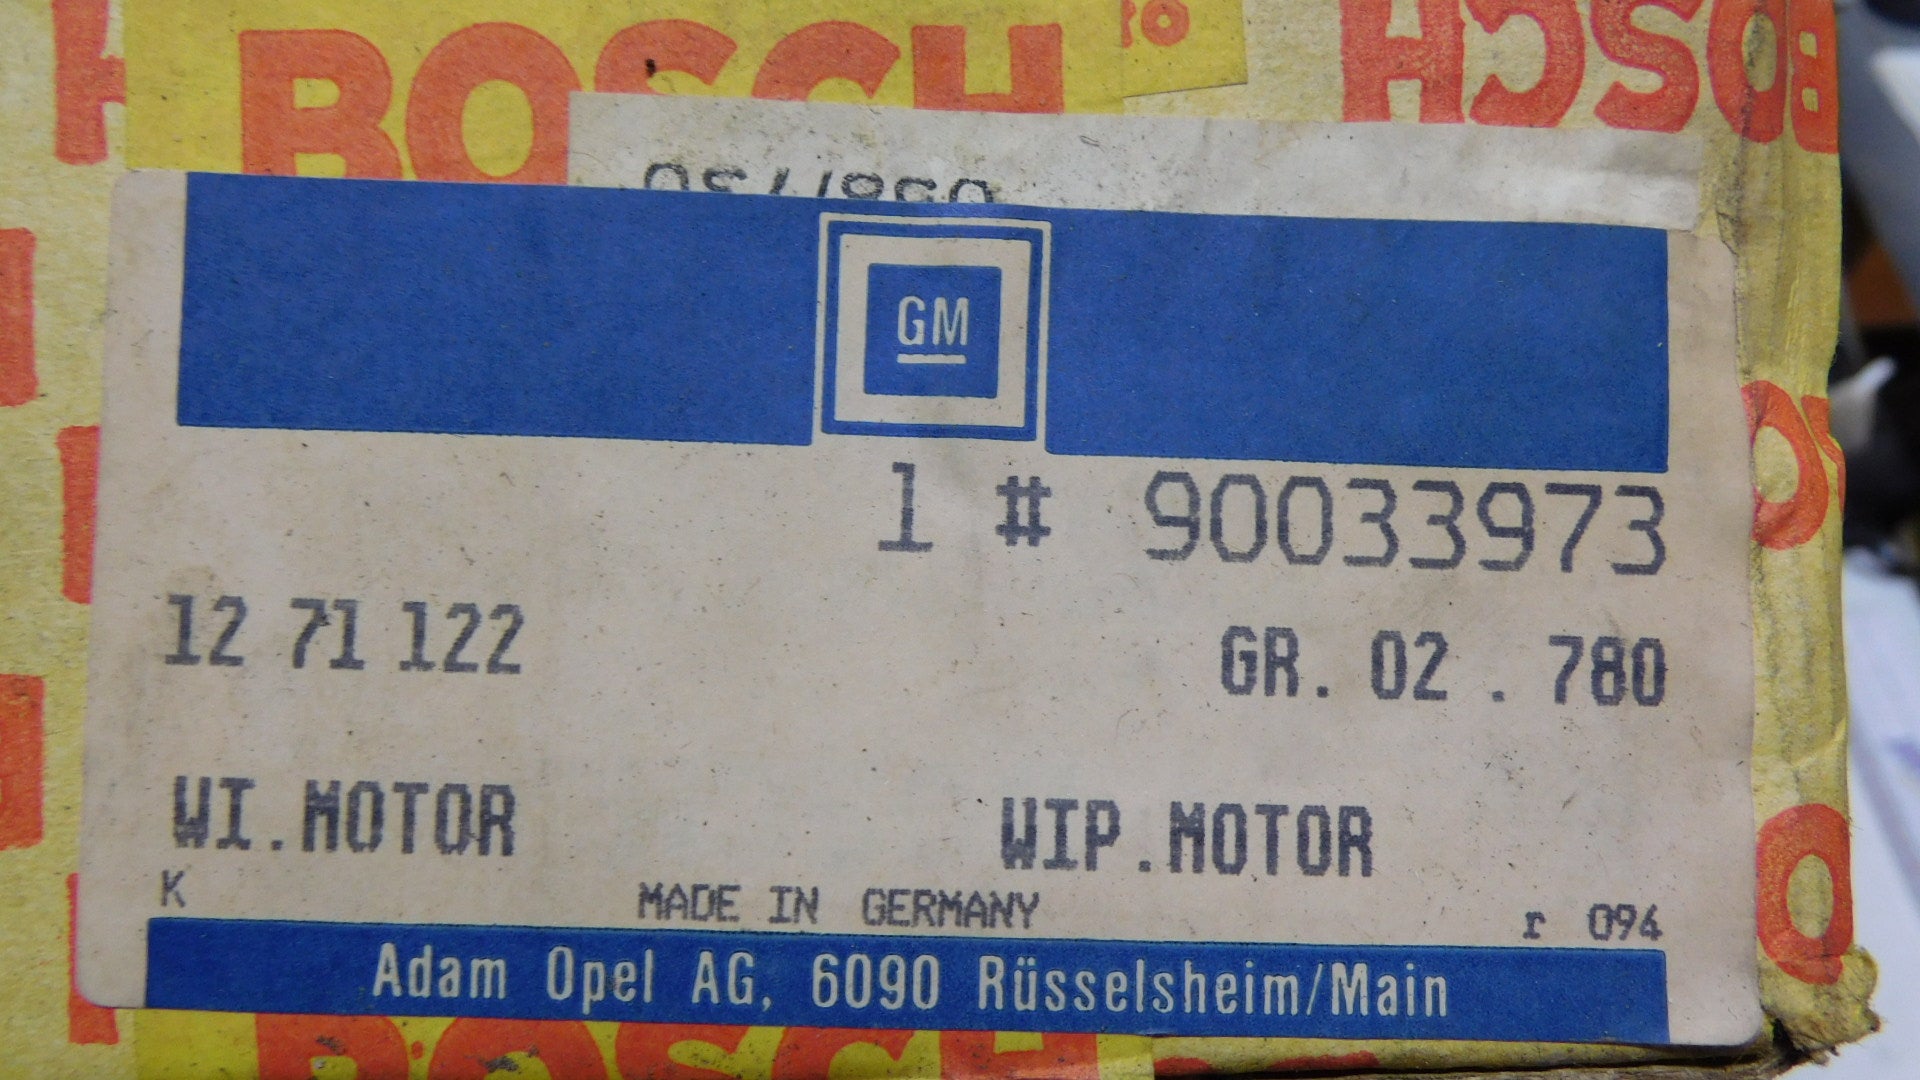 BOSCH
BOSCH
GM
1 # 90033973
12 71 122
GR. 02 . 780
WI.MOTOR
WIP.MOTOR
K
MADE IN GERMANY
r 094
Adam Opel AG, 6090 Rüsselsheim/Main
BOSCH